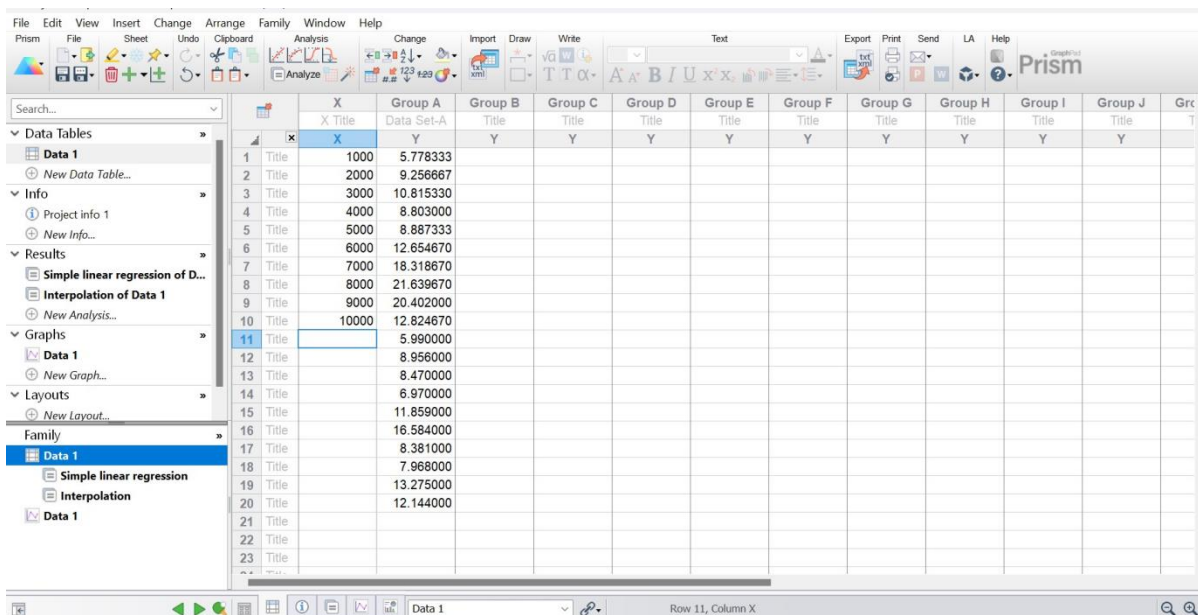 File Edit View Insert Change Arrange Family Window Help
Prism File Sheet Undo Clipboard Analysis Change Import Draw Write Text Export Print Send LA Help
Analyze
GraphPad
Prism
Search...
X Group A Group B Group C Group D Group E Group F Group G Group H Group I Group J
X Title Data Set-A Title Title Title Title Title Title Title Title Title
X Y Y Y Y Y Y Y Y Y Y
Data Tables »
Data 1
New Data Table...
Info »
Project info 1
New Info...
Results »
Simple linear regression of D...
Interpolation of Data 1
New Analysis...
Graphs »
Data 1
New Graph...
Layouts »
New Layout...
Family »
Data 1
Simple linear regression
Interpolation
Data 1
1 Title 1000 5.778333
2 Title 2000 9.256667
3 Title 3000 10.815330
4 Title 4000 8.803000
5 Title 5000 8.887333
6 Title 6000 12.654670
7 Title 7000 18.318670
8 Title 8000 21.639670
9 Title 9000 20.402000
10 Title 10000 12.824670
11 Title 5.990000
12 Title 8.956000
13 Title 8.470000
14 Title 6.970000
15 Title 11.859000
16 Title 16.584000
17 Title 8.381000
18 Title 7.968000
19 Title 13.275000
20 Title 12.144000
21 Title
22 Title
23 Title
Data 1 Row 11, Column X